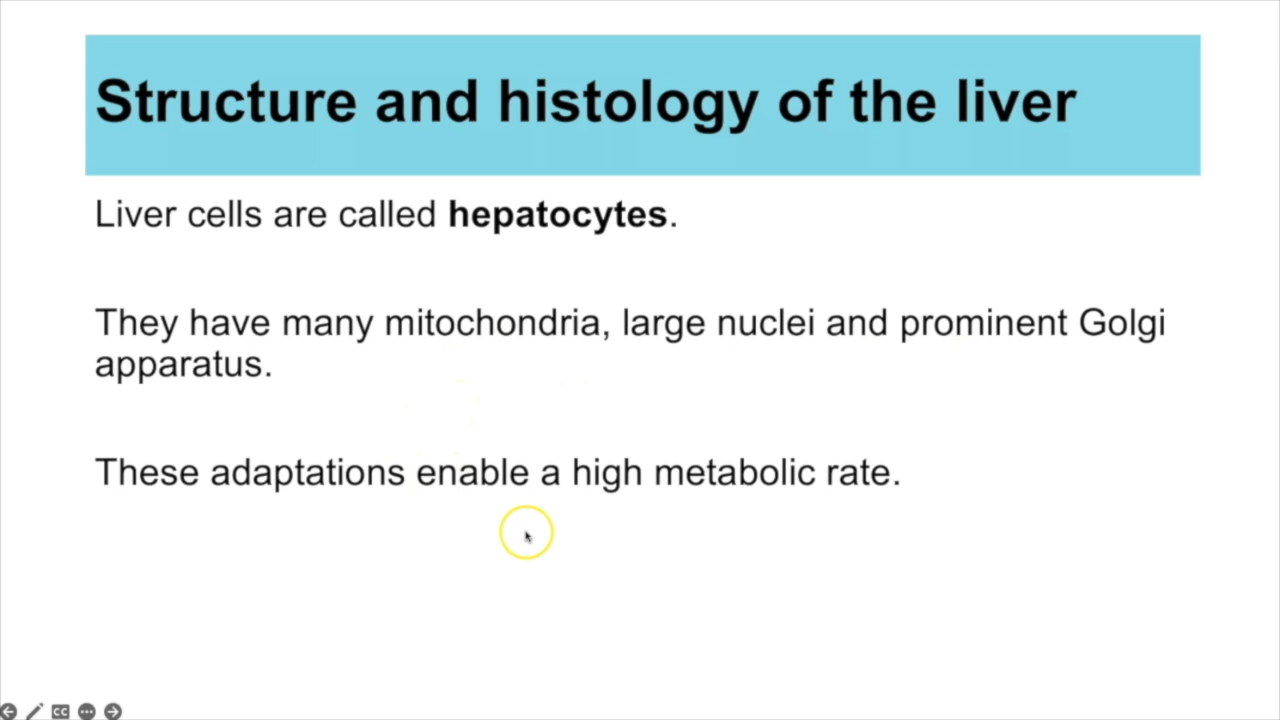 Structure and histology of the liver
Liver cells are called hepatocytes.
They have many mitochondria, large nuclei and prominent Golgi
apparatus.
These adaptations enable a high metabolic rate.
CC